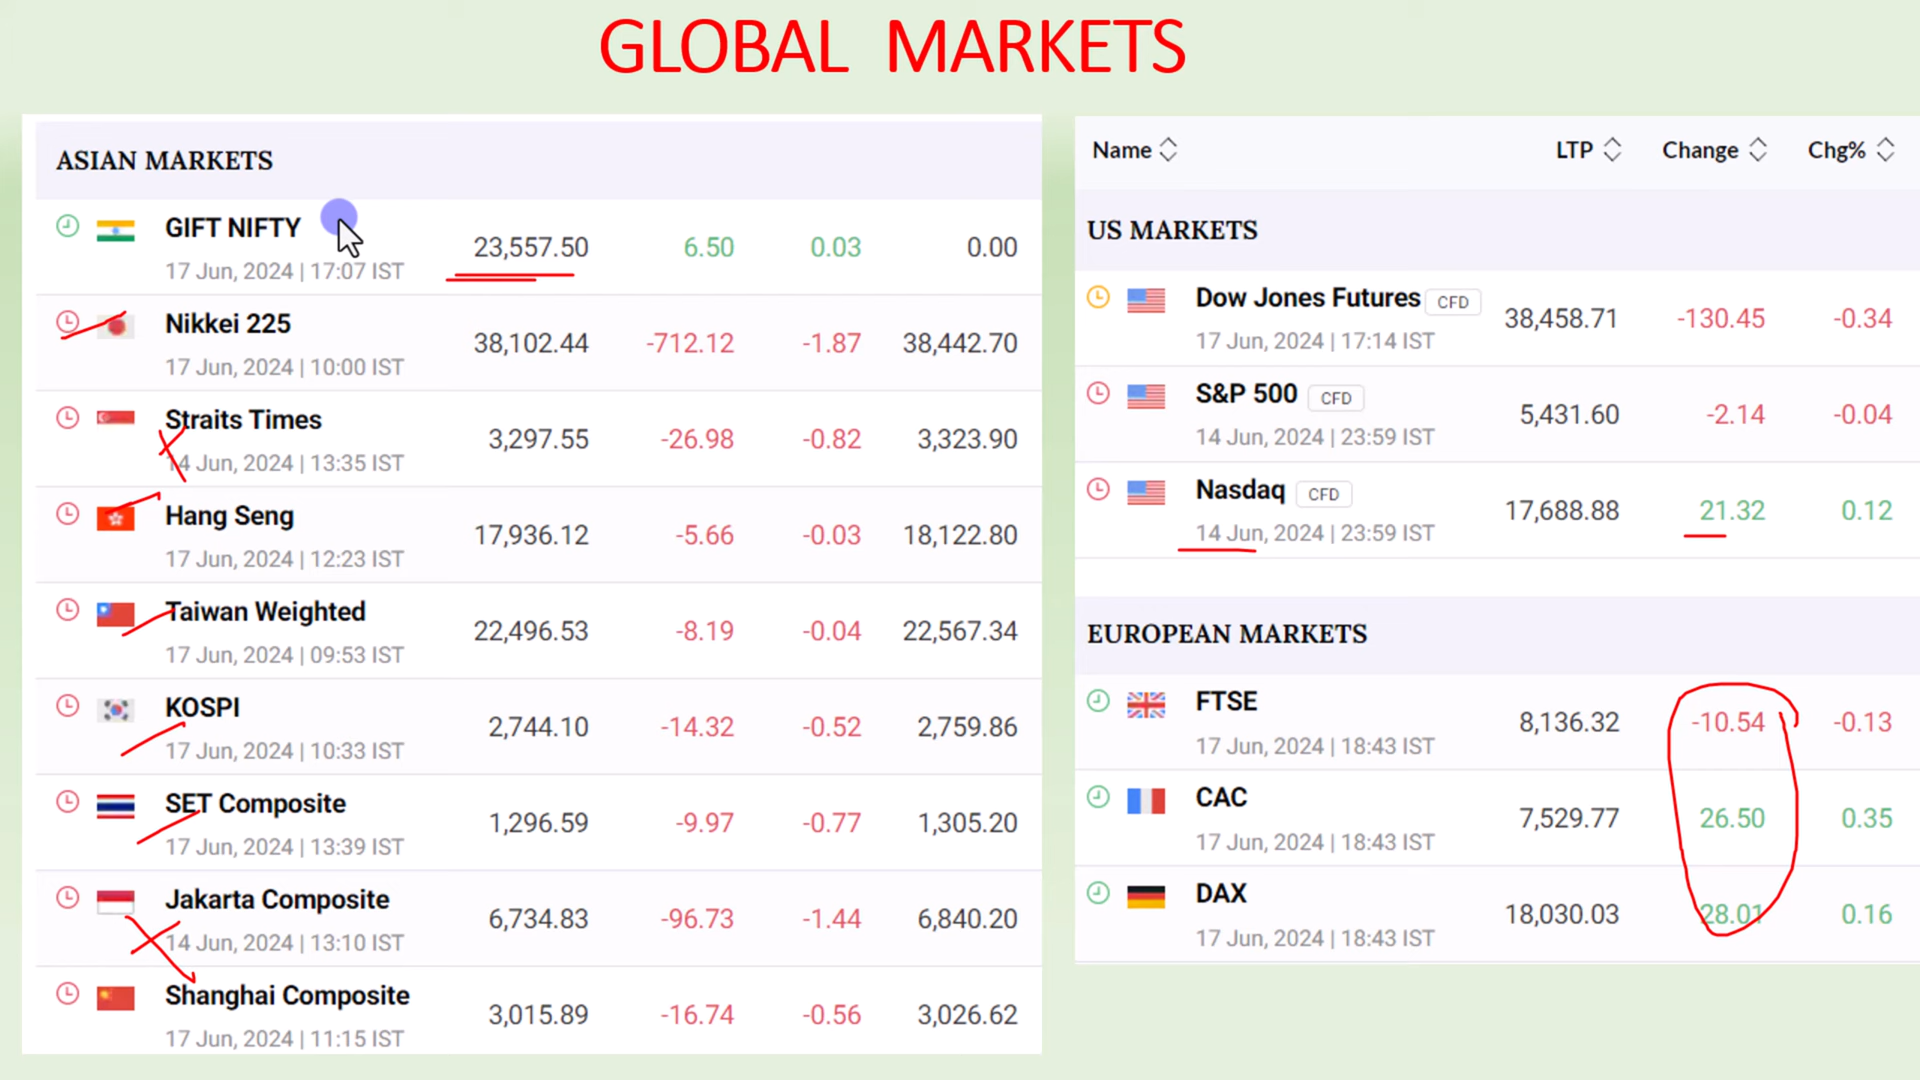 GLOBAL MARKETS
ASIAN MARKETS
GIFT NIFTY 23,557.50 6.50 0.03 0.00
17 Jun, 2024 | 17:07 IST
Nikkei 225 38,102.44 -712.12 -1.87 38,442.70
17 Jun, 2024 | 10:00 IST
Straits Times 3,297.55 -26.98 -0.82 3,323.90
14 Jun, 2024 | 13:35 IST
Hang Seng 17,936.12 -5.66 -0.03 18,122.80
17 Jun, 2024 | 12:23 IST
Taiwan Weighted 22,496.53 -8.19 -0.04 22,567.34
17 Jun, 2024 | 09:53 IST
KOSPI 2,744.10 -14.32 -0.52 2,759.86
17 Jun, 2024 | 10:33 IST
SET Composite 1,296.59 -9.97 -0.77 1,305.20
17 Jun, 2024 | 13:39 IST
Jakarta Composite 6,734.83 -96.73 -1.44 6,840.20
14 Jun, 2024 | 13:10 IST
Shanghai Composite 3,015.89 -16.74 -0.56 3,026.62
17 Jun, 2024 | 11:15 IST
Name LTP Change Chg%
US MARKETS
Dow Jones Futures CFD 38,458.71 -130.45 -0.34
17 Jun, 2024 | 17:14 IST
S&P 500 CFD 5,431.60 -2.14 -0.04
14 Jun, 2024 | 23:59 IST
Nasdaq CFD 17,688.88 21.32 0.12
14 Jun, 2024 | 23:59 IST
EUROPEAN MARKETS
FTSE 8,136.32 -10.54 -0.13
17 Jun, 2024 | 18:43 IST
CAC 7,529.77 26.50 0.35
17 Jun, 2024 | 18:43 IST
DAX 18,030.03 28.01 0.16
17 Jun, 2024 | 18:43 IST